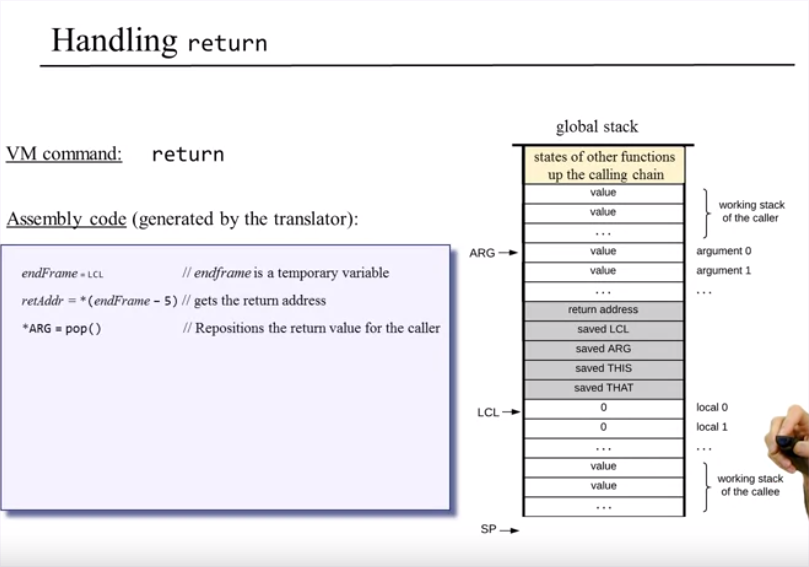 Handling return
VM command: return
Assembly code (generated by the translator):
endFrame = LCL // endframe is a temporary variable
retAddr = *(endFrame - 5) // gets the return address
*ARG = pop() // Repositions the return value for the caller
global stack
states of other functions
up the calling chain
value
value
...
working stack
of the caller
ARG
value
argument 0
value
argument 1
...
...
return address
saved LCL
saved ARG
saved THIS
saved THAT
LCL
0
local 0
0
local 1
...
...
value
value
...
working stack
of the callee
SP